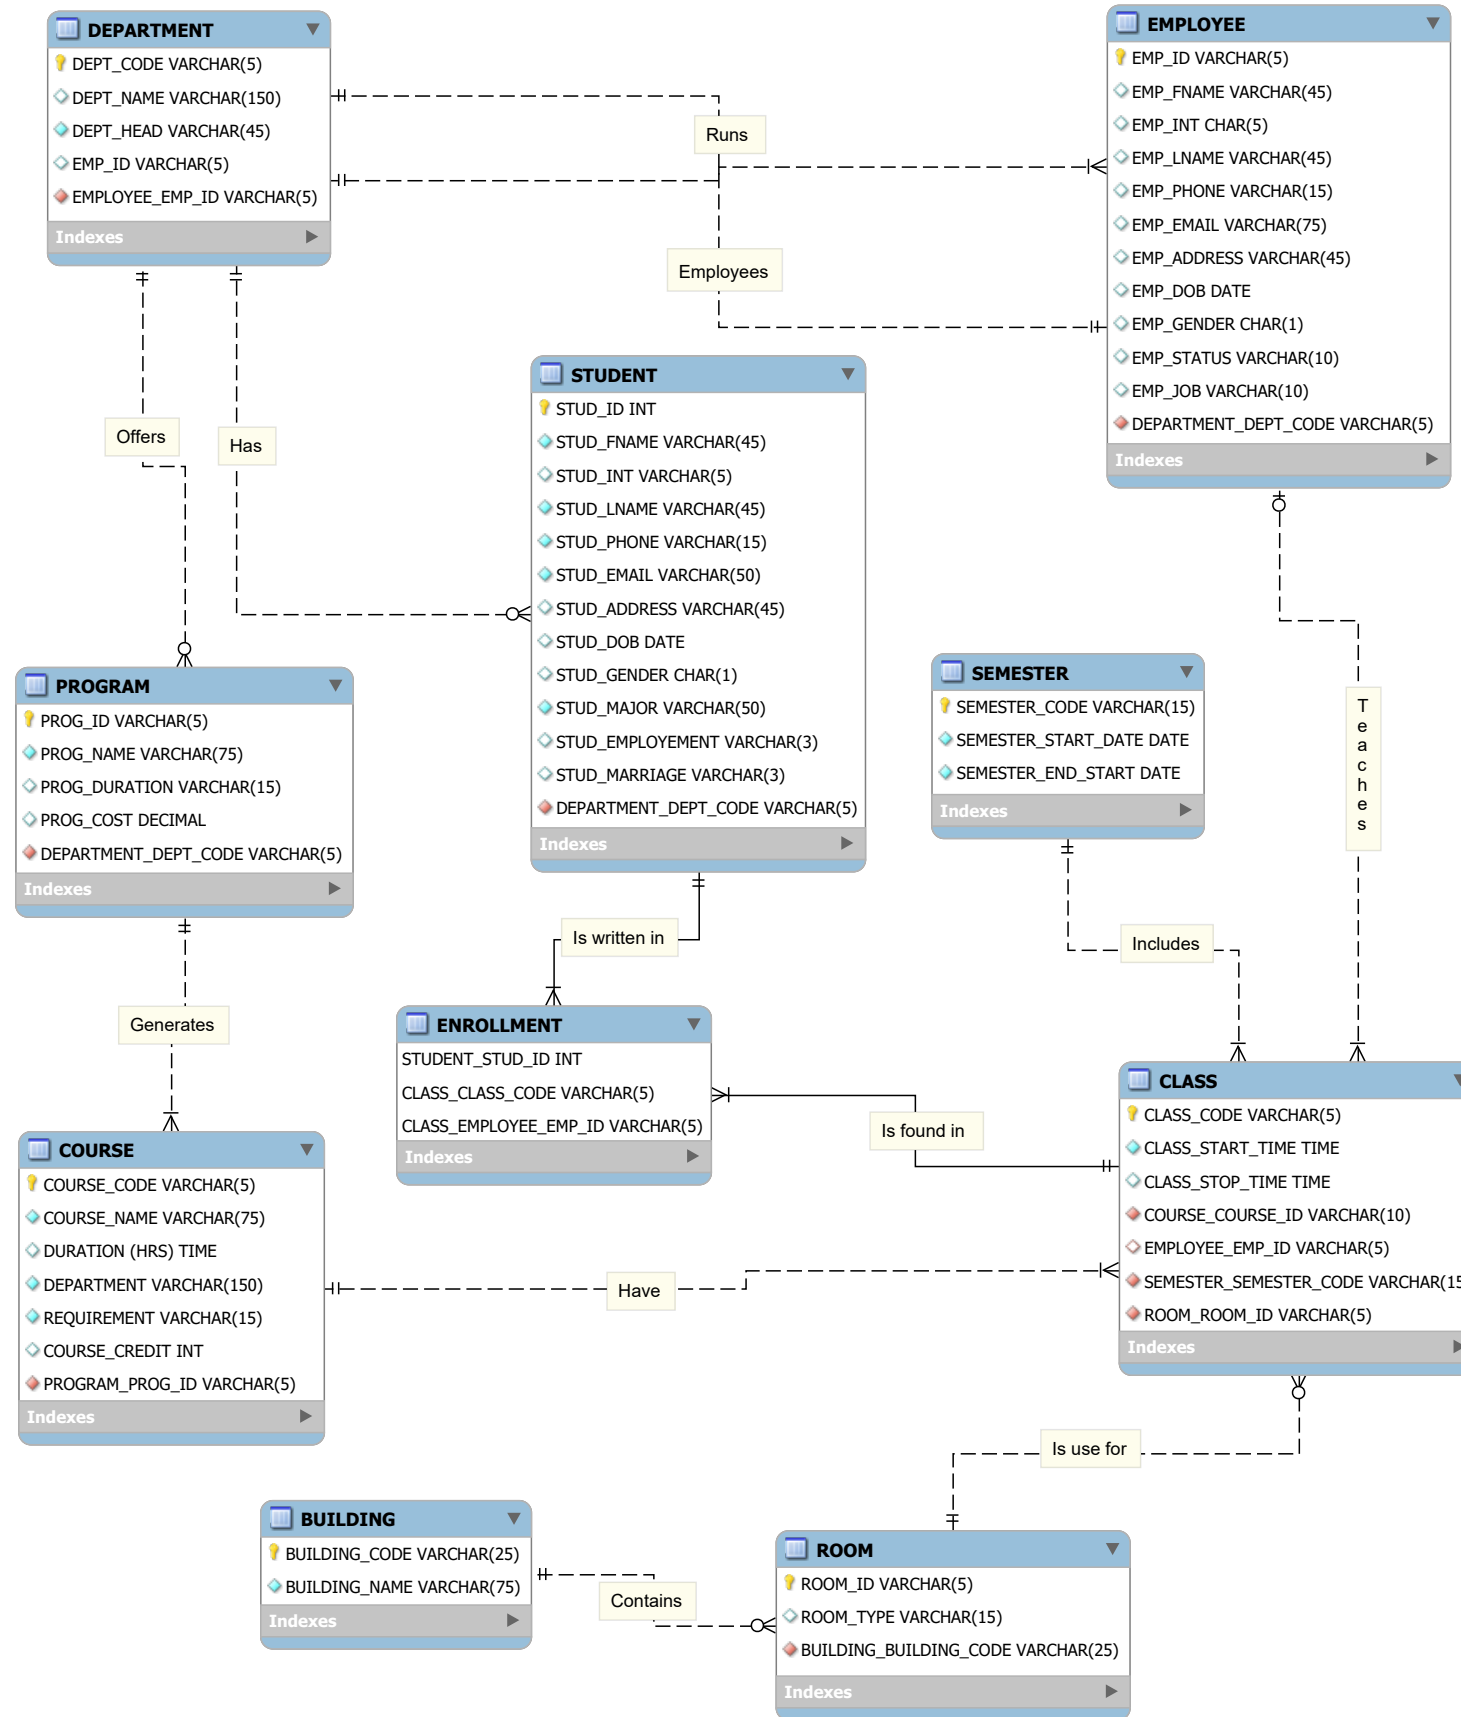 DEPARTMENT
DEPT_CODE VARCHAR(5)
DEPT_NAME VARCHAR(150)
DEPT_HEAD VARCHAR(45)
EMP_ID VARCHAR(5)
EMPLOYEE_EMP_ID VARCHAR(5)
Indexes
Runs
Employees
EMPLOYEE
EMP_ID VARCHAR(5)
EMP_FNAME VARCHAR(45)
EMP_INT CHAR(5)
EMP_LNAME VARCHAR(45)
EMP_PHONE VARCHAR(15)
EMP_EMAIL VARCHAR(75)
EMP_ADDRESS VARCHAR(45)
EMP_DOB DATE
EMP_GENDER CHAR(1)
EMP_STATUS VARCHAR(10)
EMP_JOB VARCHAR(10)
DEPARTMENT_DEPT_CODE VARCHAR(5)
Indexes
Offers
Has
STUDENT
STUD_ID INT
STUD_FNAME VARCHAR(45)
STUD_INT VARCHAR(5)
STUD_LNAME VARCHAR(45)
STUD_PHONE VARCHAR(15)
STUD_EMAIL VARCHAR(50)
STUD_ADDRESS VARCHAR(45)
STUD_DOB DATE
STUD_GENDER CHAR(1)
STUD_MAJOR VARCHAR(50)
STUD_EMPLOYEMENT VARCHAR(3)
STUD_MARRIAGE VARCHAR(3)
DEPARTMENT_DEPT_CODE VARCHAR(5)
Indexes
PROGRAM
PROG_ID VARCHAR(5)
PROG_NAME VARCHAR(75)
PROG_DURATION VARCHAR(15)
PROG_COST DECIMAL
DEPARTMENT_DEPT_CODE VARCHAR(5)
Indexes
SEMESTER
SEMESTER_CODE VARCHAR(15)
SEMESTER_START_DATE DATE
SEMESTER_END_START DATE
Indexes
Teaches
Is written in
Includes
Generates
ENROLLMENT
STUDENT_STUD_ID INT
CLASS_CLASS_CODE VARCHAR(5)
CLASS_EMPLOYEE_EMP_ID VARCHAR(5)
Indexes
Is found in
CLASS
CLASS_CODE VARCHAR(5)
CLASS_START_TIME TIME
CLASS_STOP_TIME TIME
COURSE_COURSE_ID VARCHAR(10)
EMPLOYEE_EMP_ID VARCHAR(5)
SEMESTER_SEMESTER_CODE VARCHAR(15
ROOM_ROOM_ID VARCHAR(5)
Indexes
COURSE
COURSE_CODE VARCHAR(5)
COURSE_NAME VARCHAR(75)
DURATION (HRS) TIME
DEPARTMENT VARCHAR(150)
REQUIREMENT VARCHAR(15)
COURSE_CREDIT INT
PROGRAM_PROG_ID VARCHAR(5)
Indexes
Have
Is use for
BUILDING
BUILDING_CODE VARCHAR(25)
BUILDING_NAME VARCHAR(75)
Indexes
Contains
ROOM
ROOM_ID VARCHAR(5)
ROOM_TYPE VARCHAR(15)
BUILDING_BUILDING_CODE VARCHAR(25)
Indexes